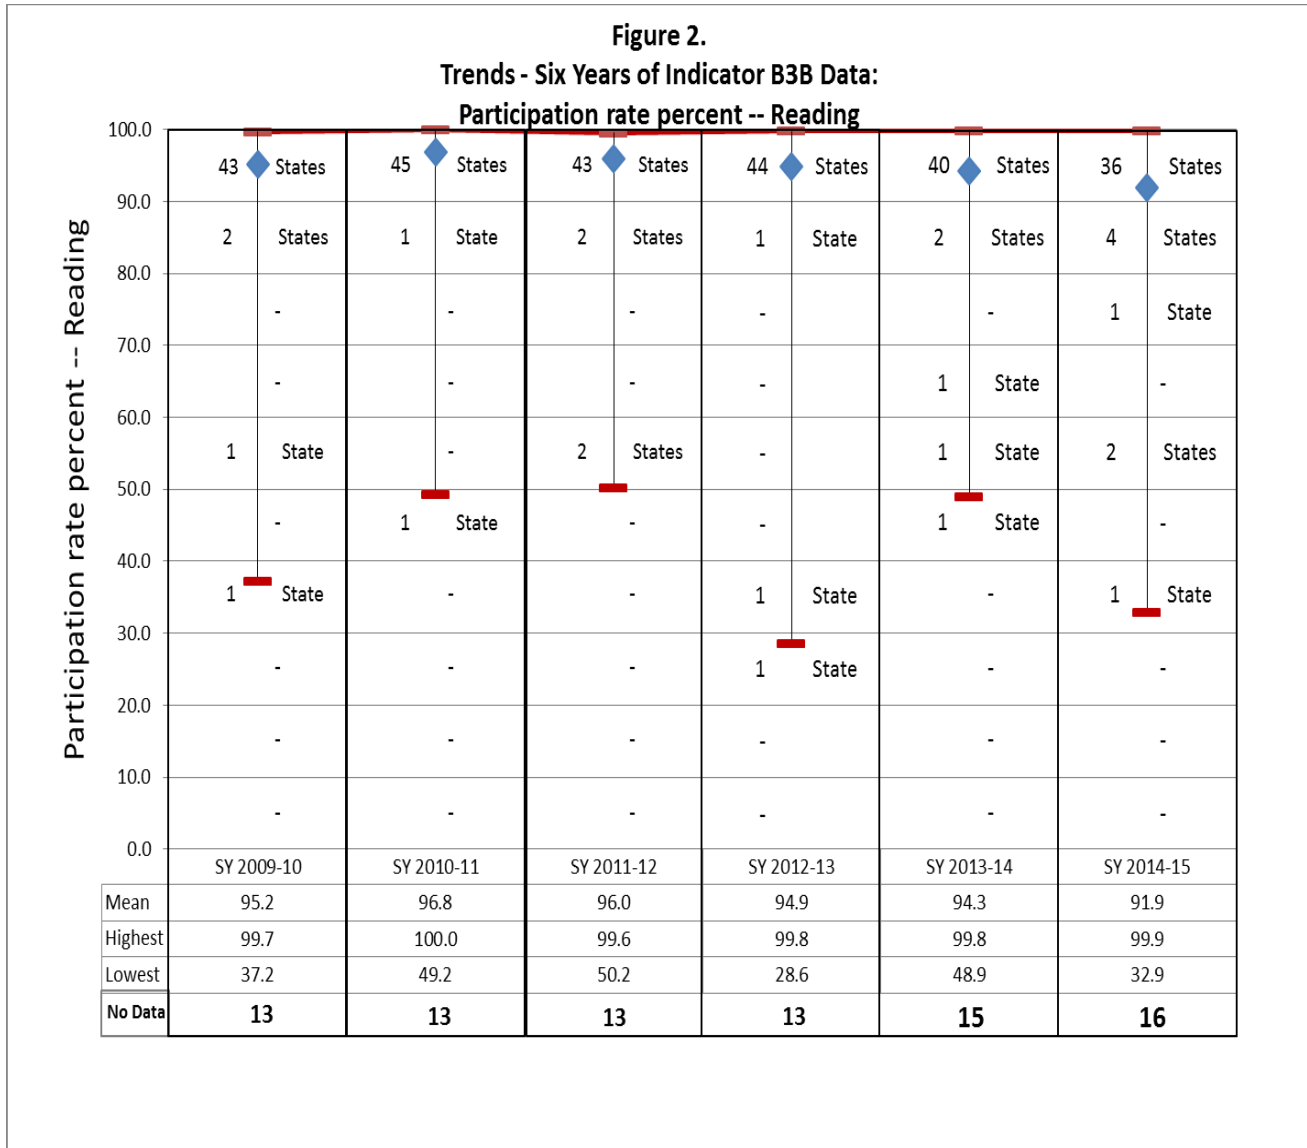 Figure 2.
Trends - Six Years of Indicator B3B Data:
Participation rate percent -- Reading
Participation rate percent -- Reading
100.0
43 States 45 States 43 States 44 States 40 States 36 States
90.0
2 States 1 State 2 States 1 State 2 States 4 States
80.0
- - - - - 1 State
70.0
- - - - 1 State -
60.0
1 State - 2 States - 1 State 2 States
50.0
- 1 State - - 1 State -
40.0
1 State - - 1 State - 1 State
30.0
- - - 1 State - -
20.0
- - - - - -
10.0
- - - - - -
0.0
SY 2009-10 SY 2010-11 SY 2011-12 SY 2012-13 SY 2013-14 SY 2014-15
Mean 95.2 96.8 96.0 94.9 94.3 91.9
Highest 99.7 100.0 99.6 99.8 99.8 99.9
Lowest 37.2 49.2 50.2 28.6 48.9 32.9
No Data 13 13 13 13 15 16